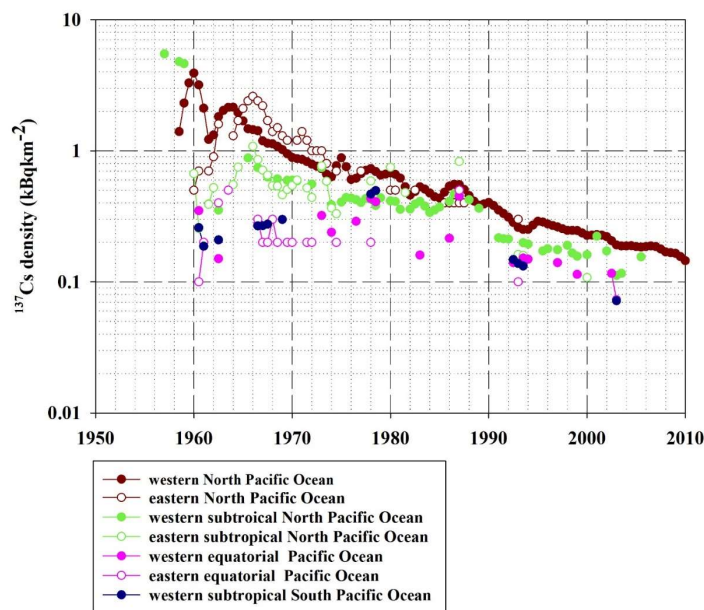 10
1
0.1
0.01
¹³⁷Cs density (kBqkm⁻²)
1950 1960 1970 1980 1990 2000 2010
western North Pacific Ocean
eastern North Pacific Ocean
western subtroical North Pacific Ocean
eastern subtropical North Pacific Ocean
western equatorial Pacific Ocean
eastern equatorial Pacific Ocean
western subtropical South Pacific Ocean